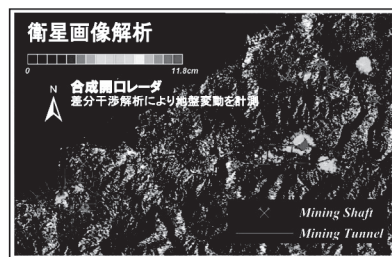 衛星画像解析
0
11.8cm
N
合成開口レーダ
差分干渉解析により地盤変動を計測
Mining Shaft
Mining Tunnel